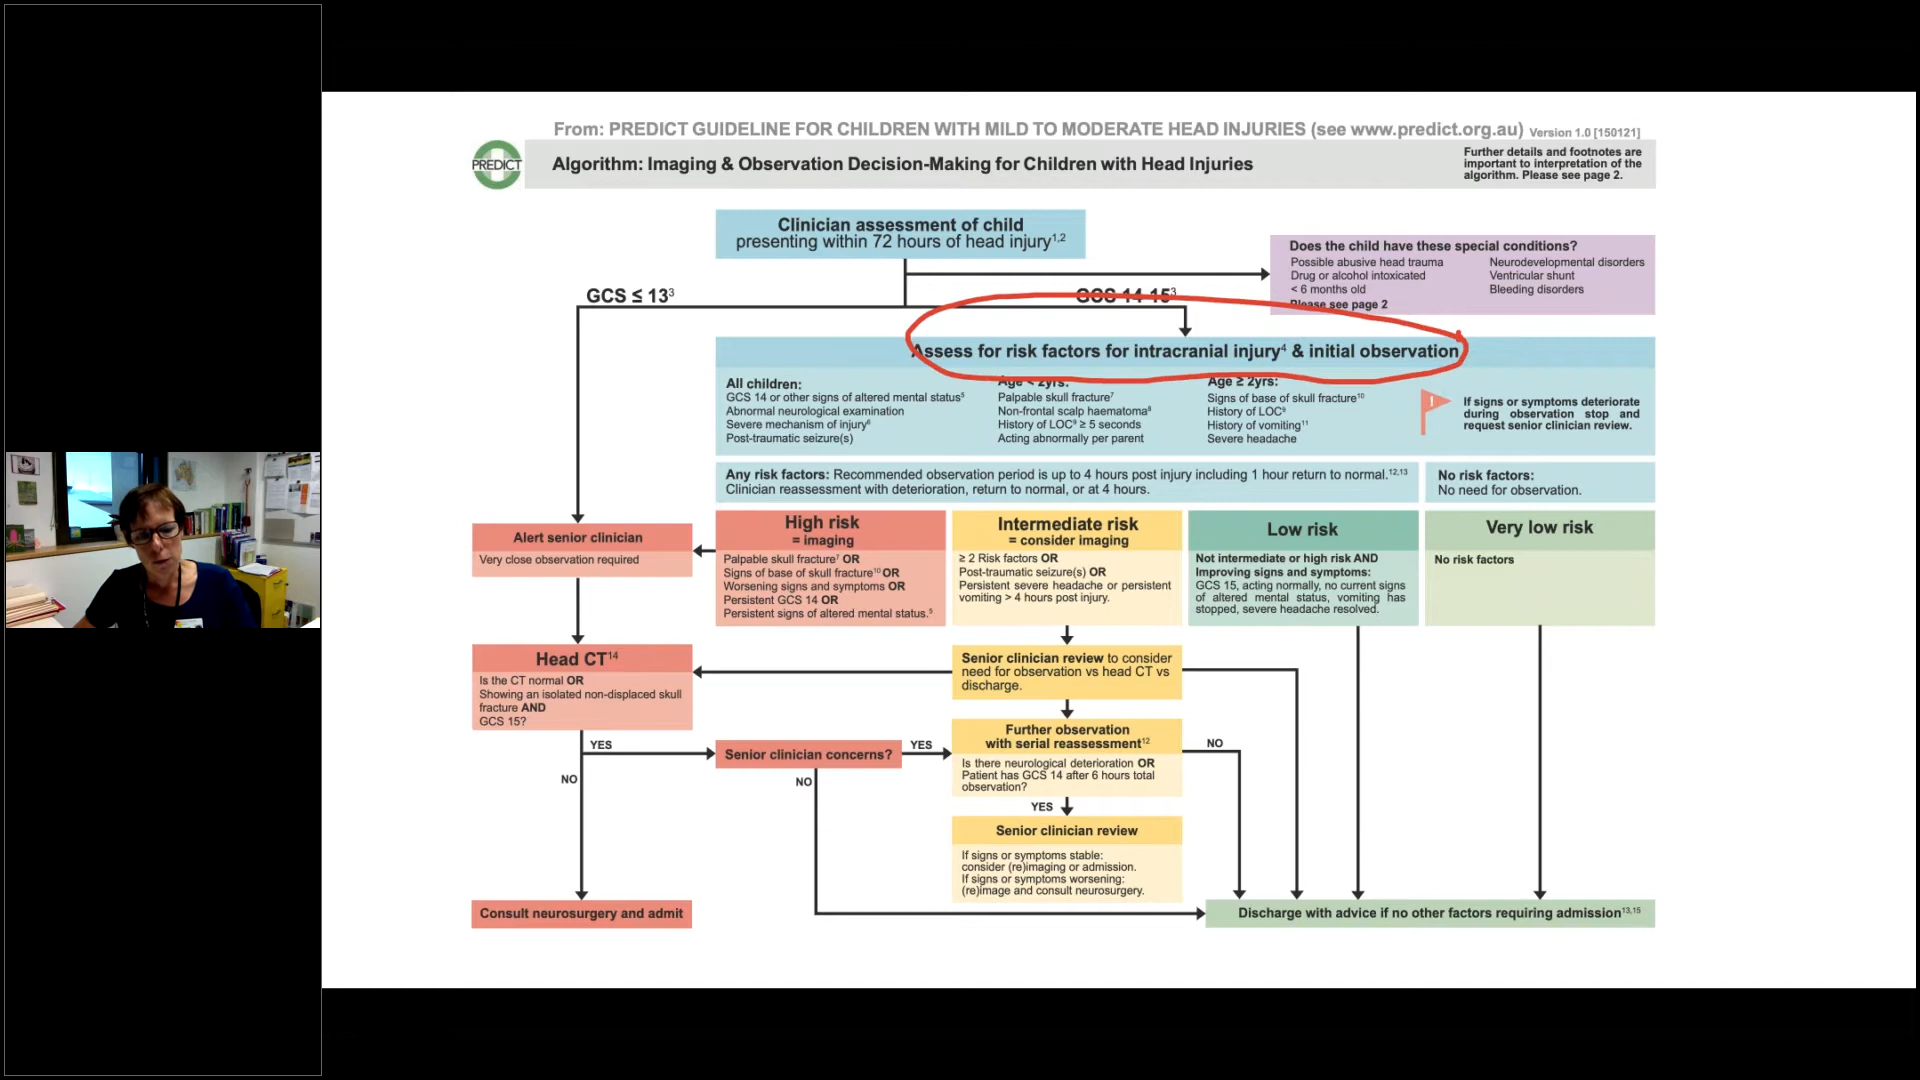 From: PREDICT GUIDELINE FOR CHILDREN WITH MILD TO MODERATE HEAD INJURIES (see www.predict.org.au) Version 1.0 [150121]
PREDICT
Algorithm: Imaging & Observation Decision-Making for Children with Head Injuries
Further details and footnotes are
important to interpretation of the
algorithm. Please see page 2.
Clinician assessment of child
presenting within 72 hours of head injury1,2
Does the child have these special conditions?
Possible abusive head trauma
Drug or alcohol intoxicated
< 6 months old
Neurodevelopmental disorders
Ventricular shunt
Bleeding disorders
Please see page 2
GCS ≤ 13³
GCS 14-15³
Assess for risk factors for intracranial injury⁴ & initial observation
All children:
GCS 14 or other signs of altered mental status⁵
Abnormal neurological examination
Severe mechanism of injury⁶
Post-traumatic seizure(s)
Age < 2yrs:
Palpable skull fracture⁷
Non-frontal scalp haematoma⁸
History of LOC⁹ ≥ 5 seconds
Acting abnormally per parent
Age ≥ 2yrs:
Signs of base of skull fracture¹⁰
History of LOC⁹
History of vomiting¹¹
Severe headache
!
If signs or symptoms deteriorate
during observation stop and
request senior clinician review.
Any risk factors: Recommended observation period is up to 4 hours post injury including 1 hour return to normal.12,13
Clinician reassessment with deterioration, return to normal, or at 4 hours.
No risk factors:
No need for observation.
Alert senior clinician
Very close observation required
High risk
= imaging
Palpable skull fracture⁷ OR
Signs of base of skull fracture¹⁰ OR
Worsening signs and symptoms OR
Persistent GCS 14 OR
Persistent signs of altered mental status.⁵
Intermediate risk
= consider imaging
≥ 2 Risk factors OR
Post-traumatic seizure(s) OR
Persistent severe headache or persistent
vomiting > 4 hours post injury.
Low risk
Not intermediate or high risk AND
Improving signs and symptoms:
GCS 15, acting normally, no current signs
of altered mental status, vomiting has
stopped, severe headache resolved.
Very low risk
No risk factors
Head CT¹⁴
Is the CT normal OR
Showing an isolated non-displaced skull
fracture AND
GCS 15?
Senior clinician review to consider
need for observation vs head CT vs
discharge.
YES
NO
Senior clinician concerns?
YES
NO
Further observation
with serial reassessment¹²
Is there neurological deterioration OR
Patient has GCS 14 after 6 hours total
observation?
NO
YES
Senior clinician review
If signs or symptoms stable:
consider (re)imaging or admission.
If signs or symptoms worsening:
(re)image and consult neurosurgery.
Consult neurosurgery and admit
Discharge with advice if no other factors requiring admission13,15